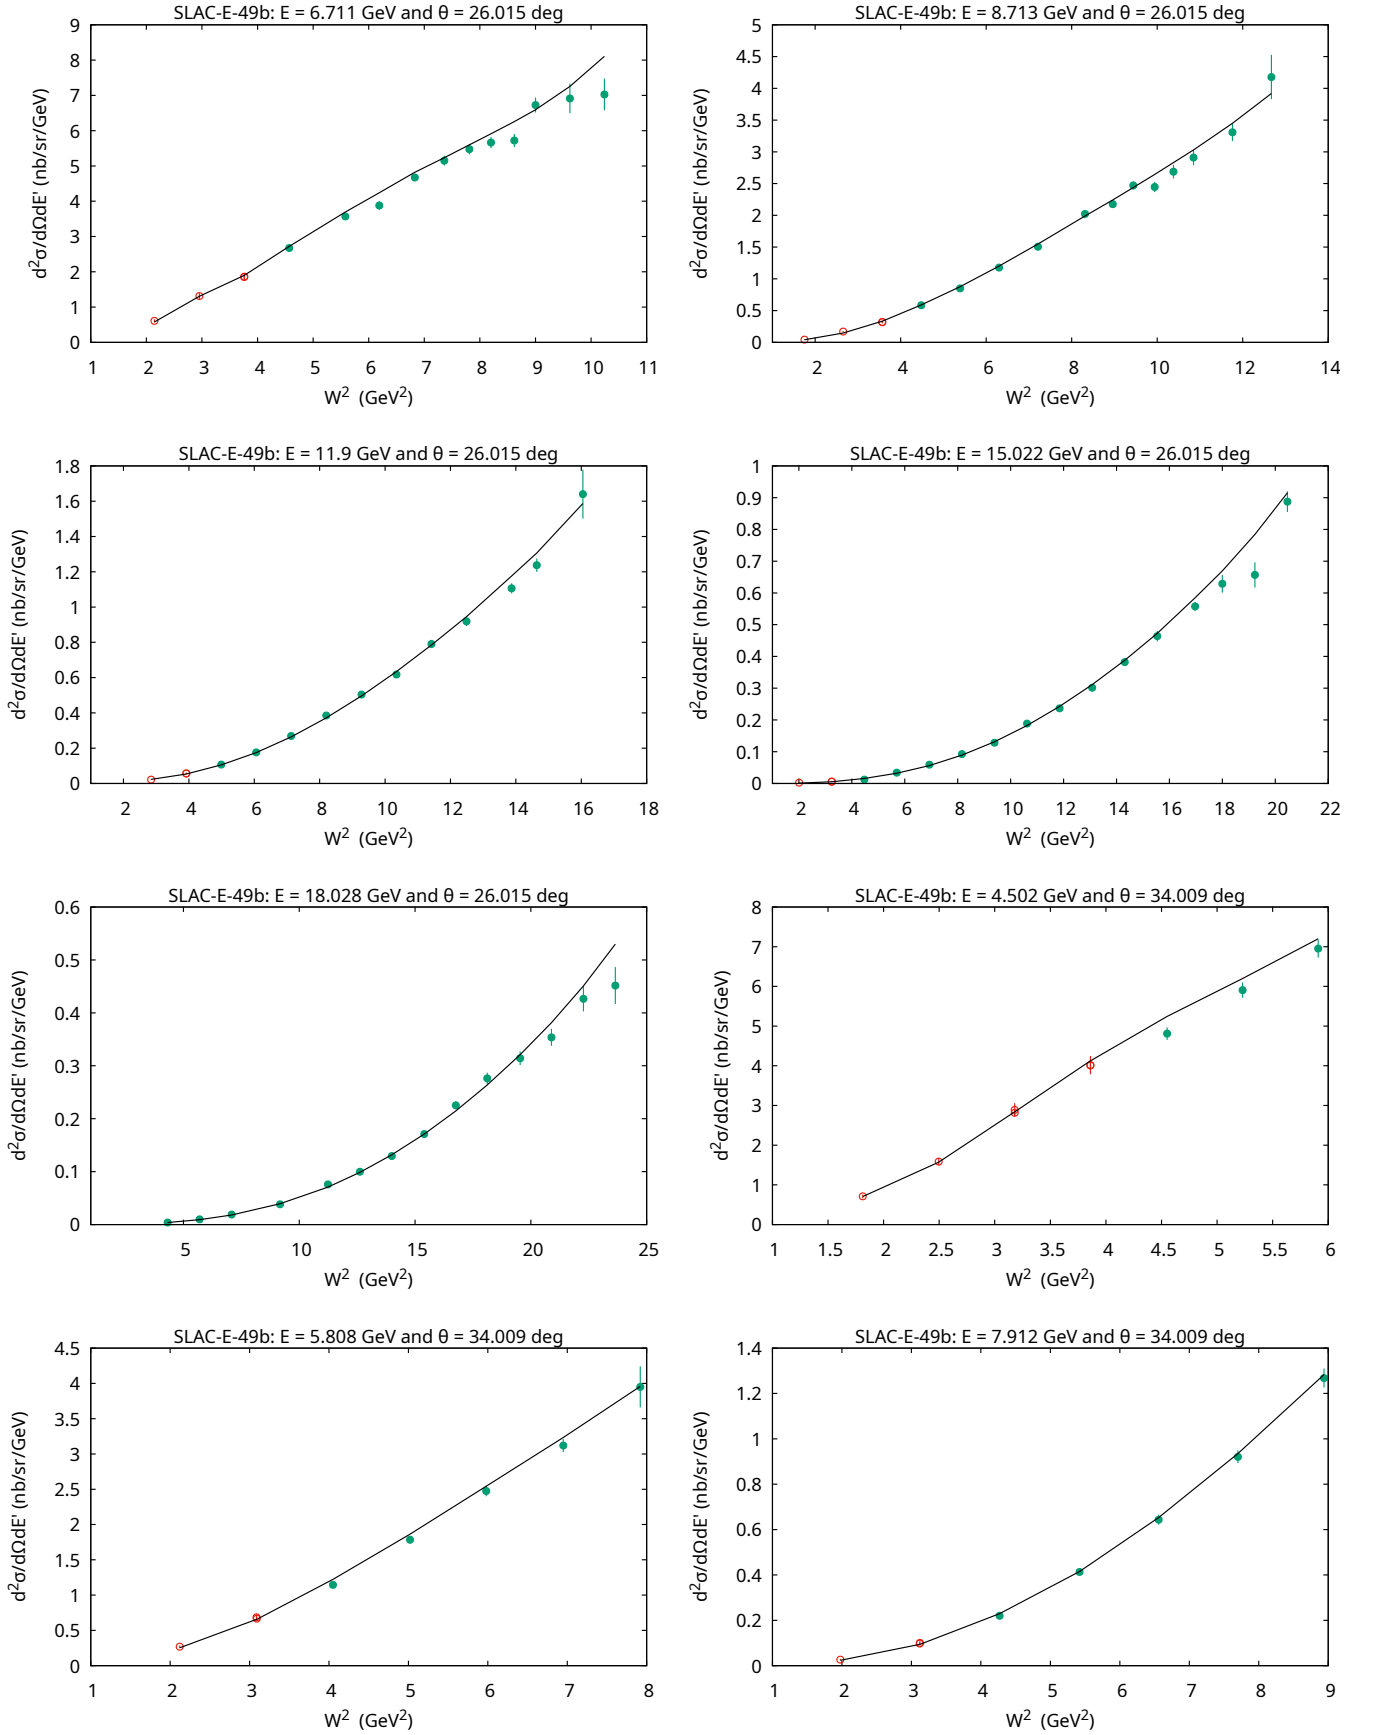 SLAC-E-49b: E = 6.711 GeV and θ = 26.015 deg
d²σ/dΩdE' (nb/sr/GeV)
9
8
7
6
5
4
3
2
1
0
1 2 3 4 5 6 7 8 9 10 11
W² (GeV²)
SLAC-E-49b: E = 8.713 GeV and θ = 26.015 deg
d²σ/dΩdE' (nb/sr/GeV)
5
4.5
4
3.5
3
2.5
2
1.5
1
0.5
0
2 4 6 8 10 12 14
W² (GeV²)
SLAC-E-49b: E = 11.9 GeV and θ = 26.015 deg
d²σ/dΩdE' (nb/sr/GeV)
1.8
1.6
1.4
1.2
1
0.8
0.6
0.4
0.2
0
2 4 6 8 10 12 14 16 18
W² (GeV²)
SLAC-E-49b: E = 15.022 GeV and θ = 26.015 deg
d²σ/dΩdE' (nb/sr/GeV)
1
0.9
0.8
0.7
0.6
0.5
0.4
0.3
0.2
0.1
0
2 4 6 8 10 12 14 16 18 20 22
W² (GeV²)
SLAC-E-49b: E = 18.028 GeV and θ = 26.015 deg
d²σ/dΩdE' (nb/sr/GeV)
0.6
0.5
0.4
0.3
0.2
0.1
0
5 10 15 20 25
W² (GeV²)
SLAC-E-49b: E = 4.502 GeV and θ = 34.009 deg
d²σ/dΩdE' (nb/sr/GeV)
8
7
6
5
4
3
2
1
0
1 1.5 2 2.5 3 3.5 4 4.5 5 5.5 6
W² (GeV²)
SLAC-E-49b: E = 5.808 GeV and θ = 34.009 deg
d²σ/dΩdE' (nb/sr/GeV)
4.5
4
3.5
3
2.5
2
1.5
1
0.5
0
1 2 3 4 5 6 7 8
W² (GeV²)
SLAC-E-49b: E = 7.912 GeV and θ = 34.009 deg
d²σ/dΩdE' (nb/sr/GeV)
1.4
1.2
1
0.8
0.6
0.4
0.2
0
1 2 3 4 5 6 7 8 9
W² (GeV²)